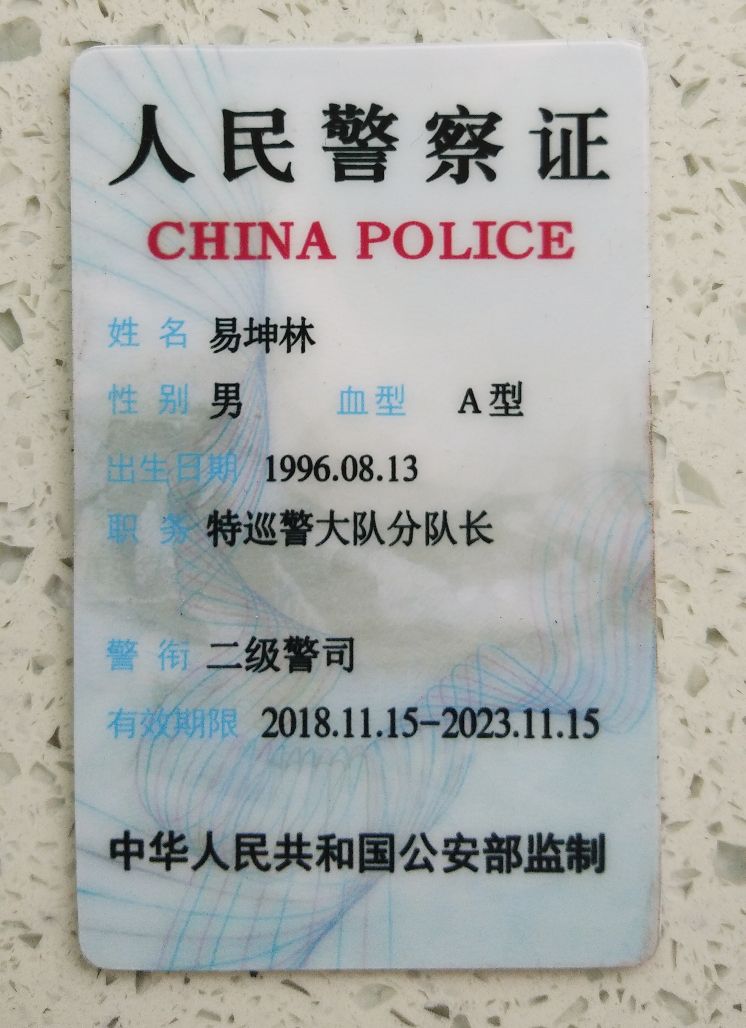 人民警察证
CHINA POLICE
姓 名 易坤林
性 别 男 血型 A型
出生日期 1996.08.13
职 务 特巡警大队分队长
警 衔 二级警司
有效期限 2018.11.15-2023.11.15
中华人民共和国公安部监制